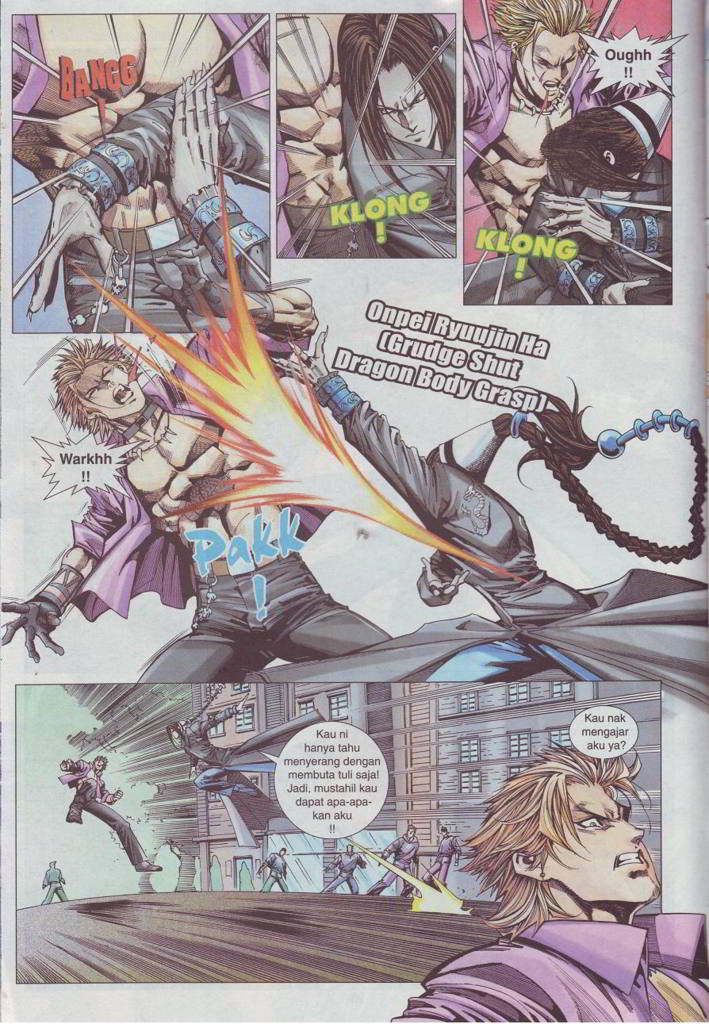 BANGG
!
KLONG
!
Oughh
!!
KLONG
!
Onpei Ryuujin Ha
(Grudge Shut
Dragon Body Grasp)
Warkhh
!!
Pakk
!
Kau ni
hanya tahu
menyerang dengan
membuta tuli saja!
Jadi, mustahil kau
dapat apa-apa-
kan aku
!!
Kau nak
mengajar
aku ya?